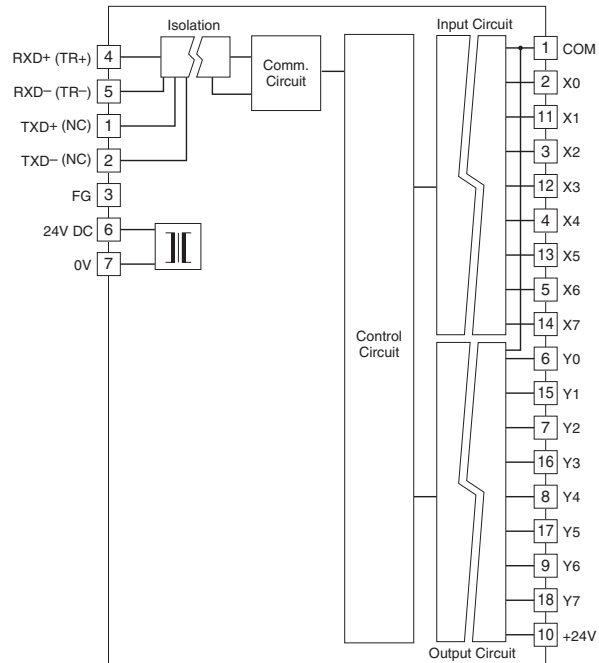 Isolation
Input Circuit
RXD+ (TR+) 4
RXD– (TR–) 5
TXD+ (NC) 1
TXD– (NC) 2
FG 3
24V DC 6
0V 7
Comm.
Circuit
Control
Circuit
1 COM
2 X0
11 X1
3 X2
12 X3
4 X4
13 X5
5 X6
14 X7
6 Y0
15 Y1
7 Y2
16 Y3
8 Y4
17 Y5
9 Y6
18 Y7
10 +24V
Output Circuit